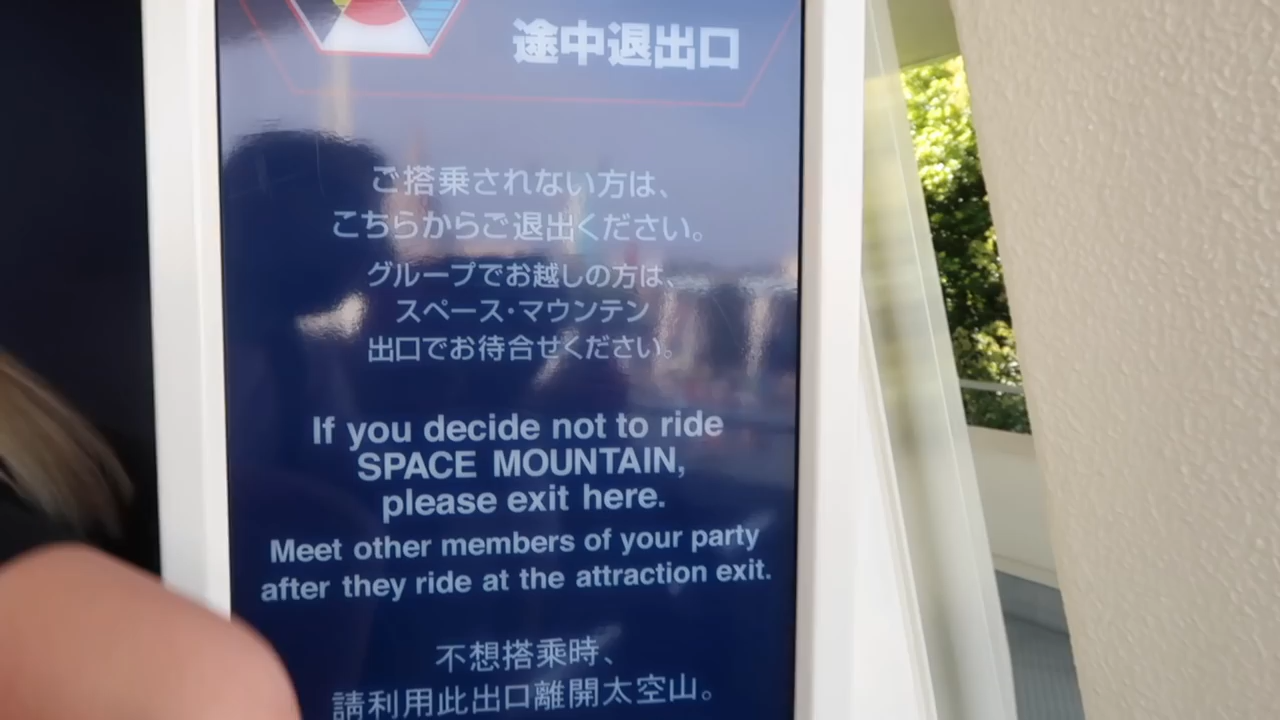 途中退出口
ご搭乗されない方は、
こちらからご退出ください。
グループでお越しの方は、
スペース・マウンテン
出口でお待合せください。
If you decide not to ride
SPACE MOUNTAIN,
please exit here.
Meet other members of your party
after they ride at the attraction exit.
不想搭乘時、
請利用此出口離開太空山。